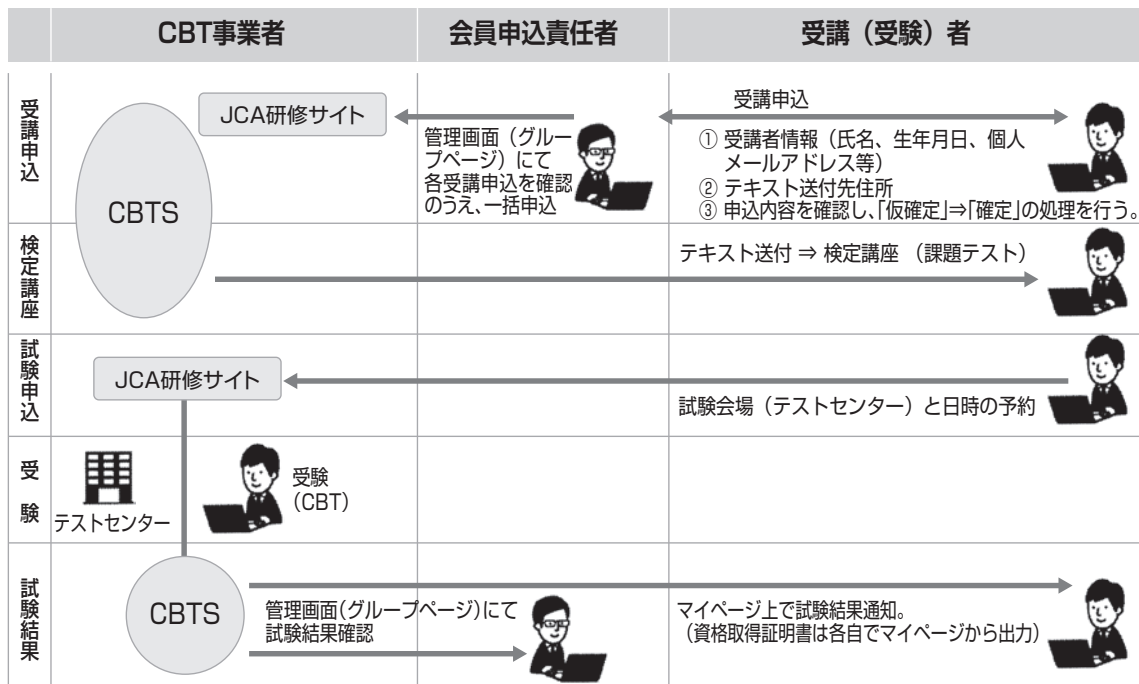 CBT事業者
会員申込責任者
受講（受験）者
受講申込
CBTS
JCA研修サイト
管理画面（グルー
プページ）にて
各受講申込を確認
のうえ、一括申込
受講申込
① 受講者情報（氏名、生年月日、個人
メールアドレス等）
② テキスト送付先住所
③ 申込内容を確認し、「仮確定」⇒「確定」の処理を行う。
検定講座
テキスト送付 ⇒ 検定講座 （課題テスト）
試験申込
JCA研修サイト
試験会場（テストセンター）と日時の予約
受験
テストセンター
受験
（CBT）
試験結果
CBTS
管理画面（グループページ）にて
試験結果確認
マイページ上で試験結果通知。
（資格取得証明書は各自でマイページから出力）